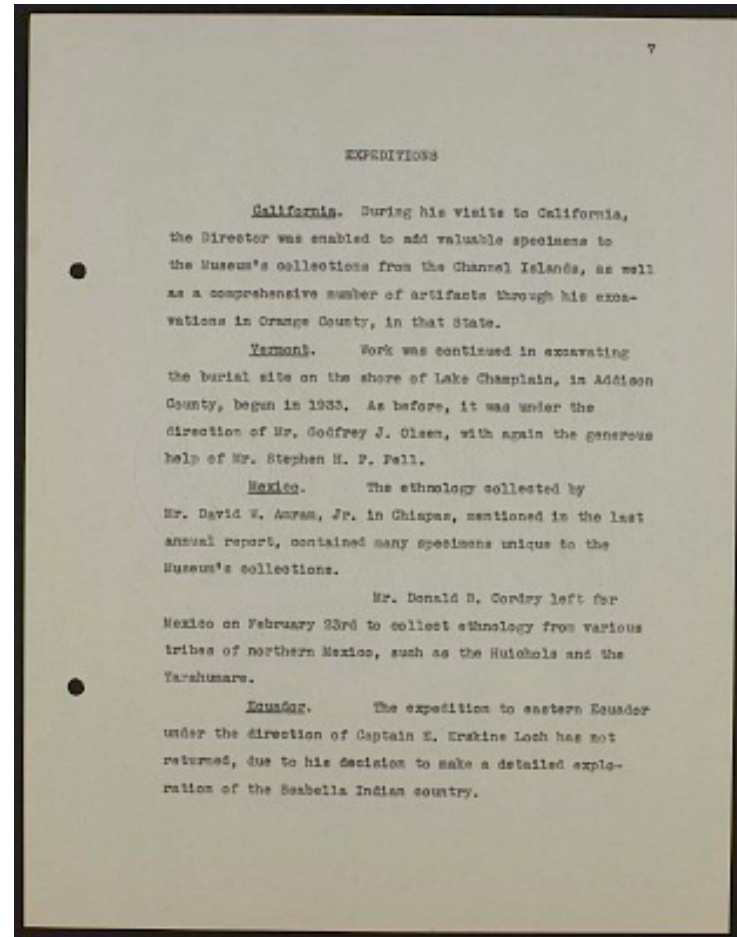 7
EXPEDITIONS
California. During his visits to California,
the Director was enabled to add valuable specimens to
the Museum's collections from the Channel Islands, as well
as a comprehensive number of artifacts through his exca-
vations in Orange County, in that State.
Vermont. Work was continued in excavating
the burial site on the shore of Lake Champlain, in Addison
County, begun in 1933. As before, it was under the
direction of Mr. Godfrey J. Olsen, with again the generous
help of Mr. Stephen H. P. Pell.
Mexico. The ethnology collected by
Mr. David W. Amram, Jr. in Chiapas, mentioned in the last
annual report, contained many specimens unique to the
Museum's collections.
Mr. Donald B. Cordry left for
Mexico on February 23rd to collect ethnology from various
tribes of northern Mexico, such as the Huichols and the
Tarahumare.
Ecuador. The expedition to eastern Ecuador
under the direction of Captain E. Erskine Loch has not
returned, due to his decision to make a detailed explo-
ration of the Ssabella Indian country.